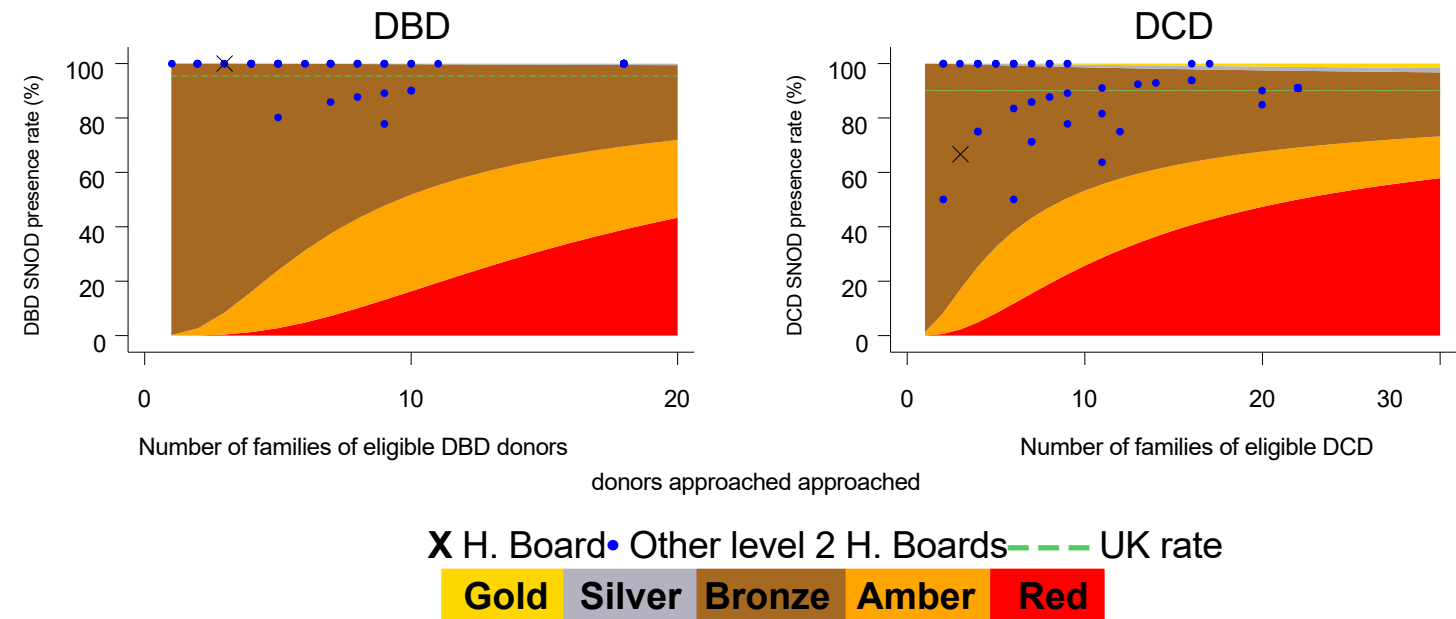 DBD
DCD
DBD SNOD presence rate (%)
100
80
60
40
20
0
0 10 20
Number of families of eligible DBD donors
DCD SNOD presence rate (%)
100
80
60
40
20
0
0 10 20 30
Number of families of eligible DCD
donors approached approached
X H. Board • Other level 2 H. Boards --- UK rate
Gold Silver Bronze Amber Red